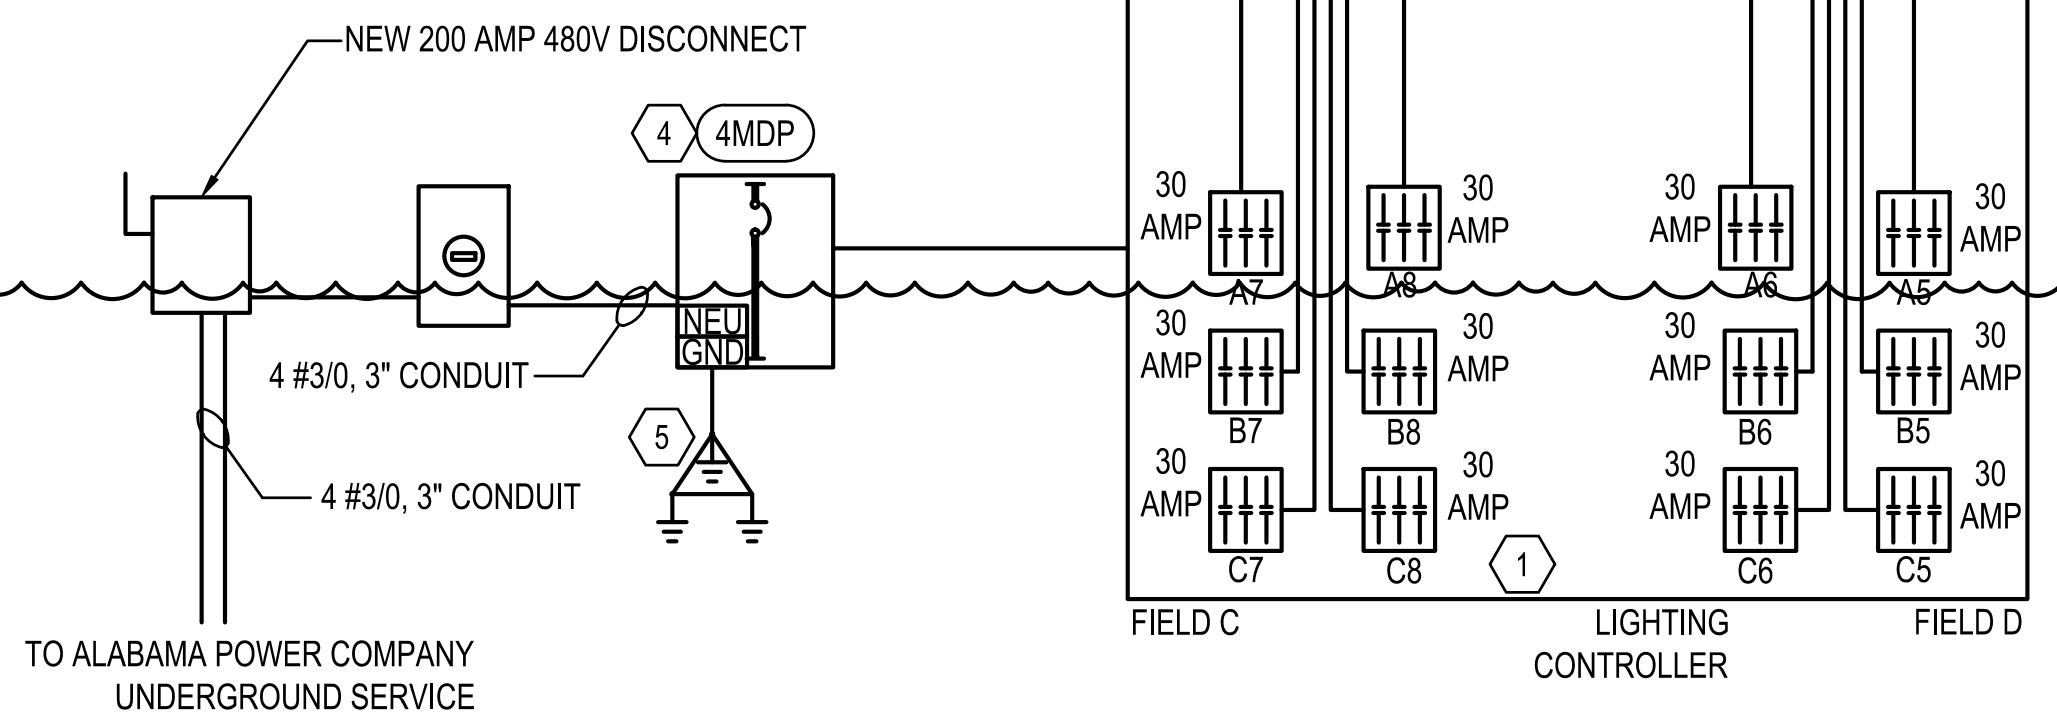 NEW 200 AMP 480V DISCONNECT
4 4MDP
30 30 30 30
AMP AMP AMP AMP
A7 A8 A6 A5
NEU
GND
30 30 30 30
AMP AMP AMP AMP
4 #3/0, 3" CONDUIT
B7 B8 B6 B5
5
30 30 30 30
AMP AMP AMP AMP
4 #3/0, 3" CONDUIT
C7 C8 C6 C5
1
FIELD C LIGHTING FIELD D
CONTROLLER
TO ALABAMA POWER COMPANY
UNDERGROUND SERVICE